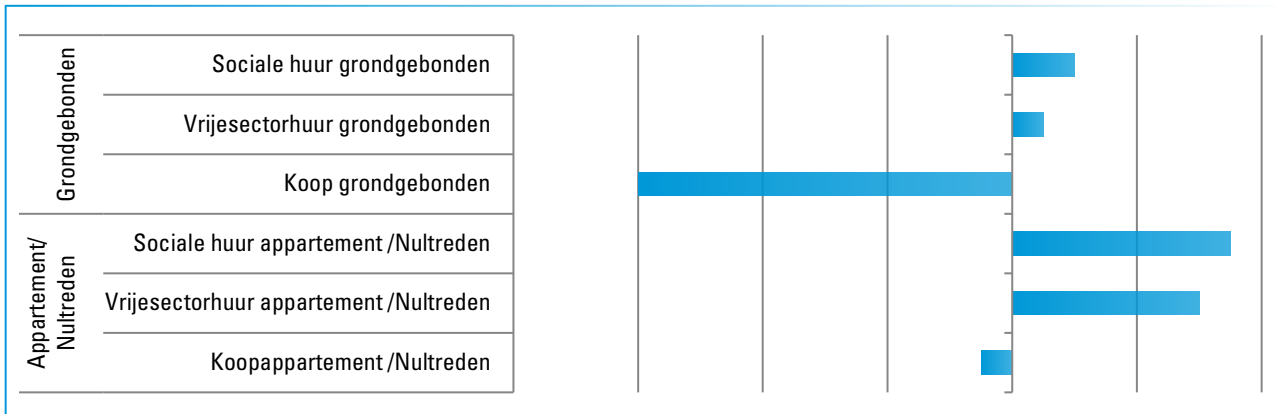 Grondgebonden
Sociale huur grondgebonden
Vrijesectorhuur grondgebonden
Koop grondgebonden
Appartement/
Nultreden
Sociale huur appartement /Nultreden
Vrijesectorhuur appartement /Nultreden
Koopappartement /Nultreden